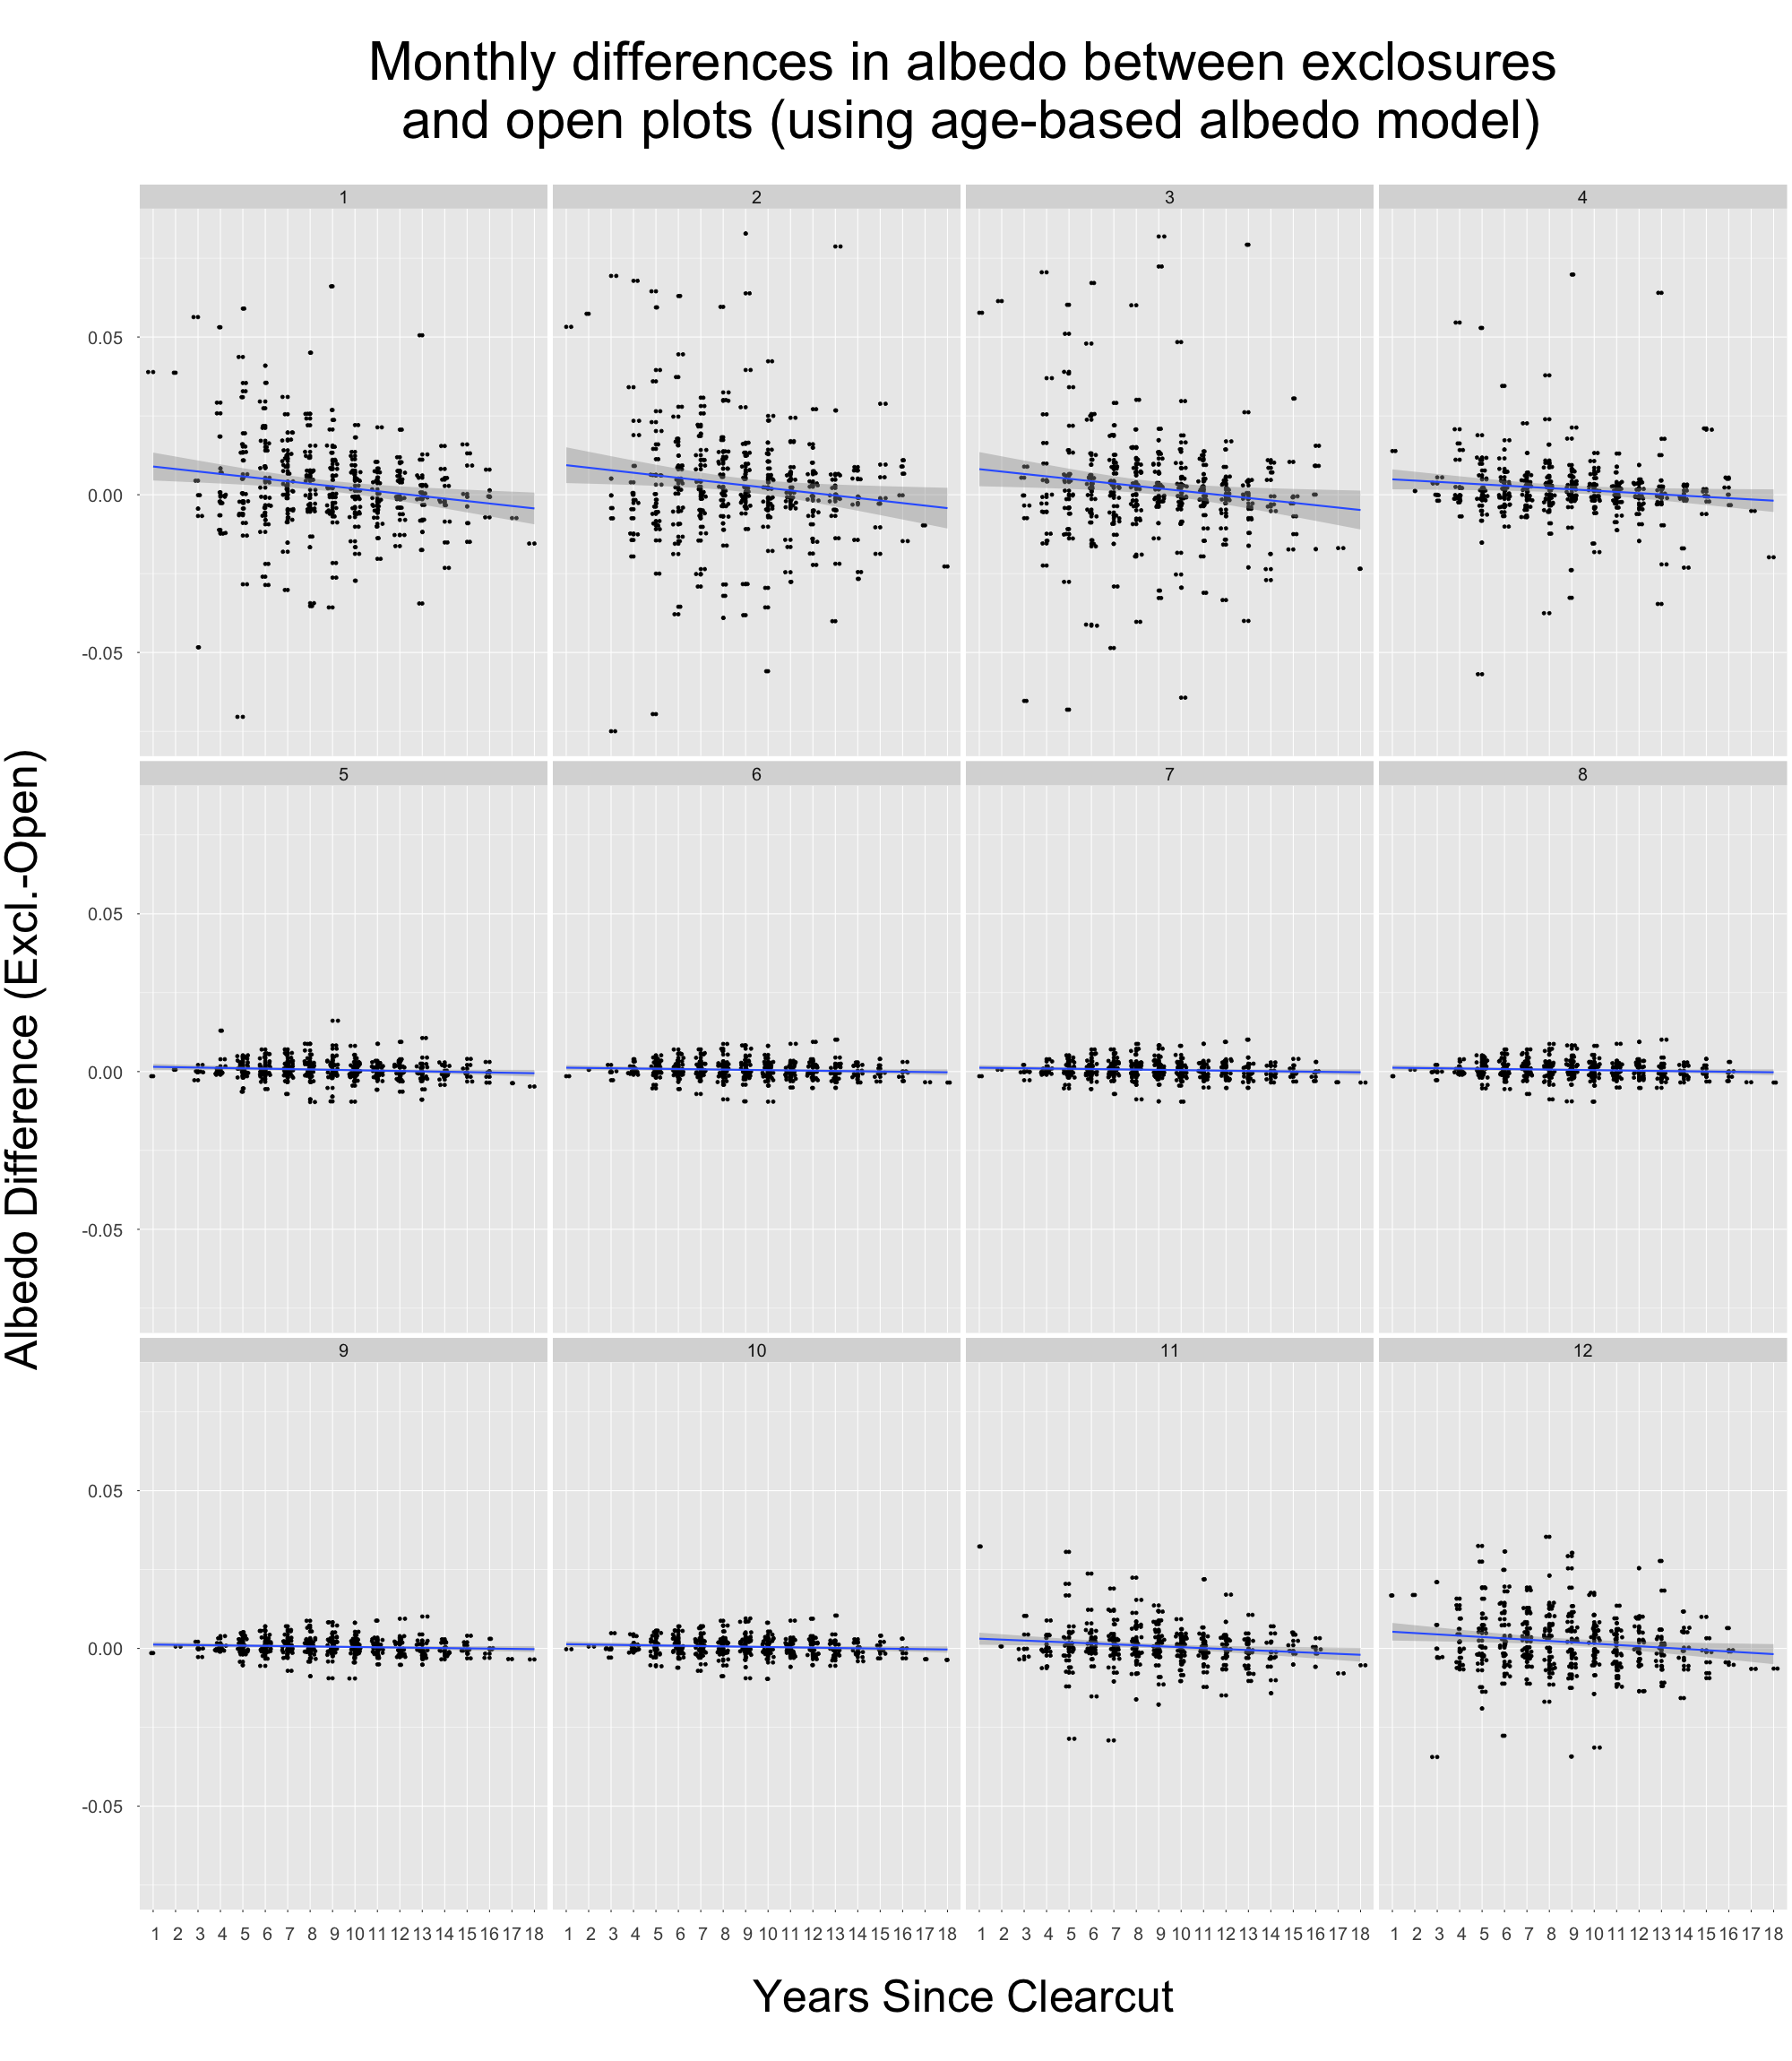 Monthly differences in albedo between exclosures
and open plots (using age-based albedo model)
1 2 3 4
0.05
0.00
-0.05
5 6 7 8
0.05
0.00
-0.05
Albedo Difference (Excl.-Open)
9 10 11 12
0.05
0.00
-0.05
1 2 3 4 5 6 7 8 9 10 11 12 13 14 15 16 17 18 1 2 3 4 5 6 7 8 9 10 11 12 13 14 15 16 17 18 1 2 3 4 5 6 7 8 9 10 11 12 13 14 15 16 17 18 1 2 3 4 5 6 7 8 9 10 11 12 13 14 15 16 17 18
Years Since Clearcut